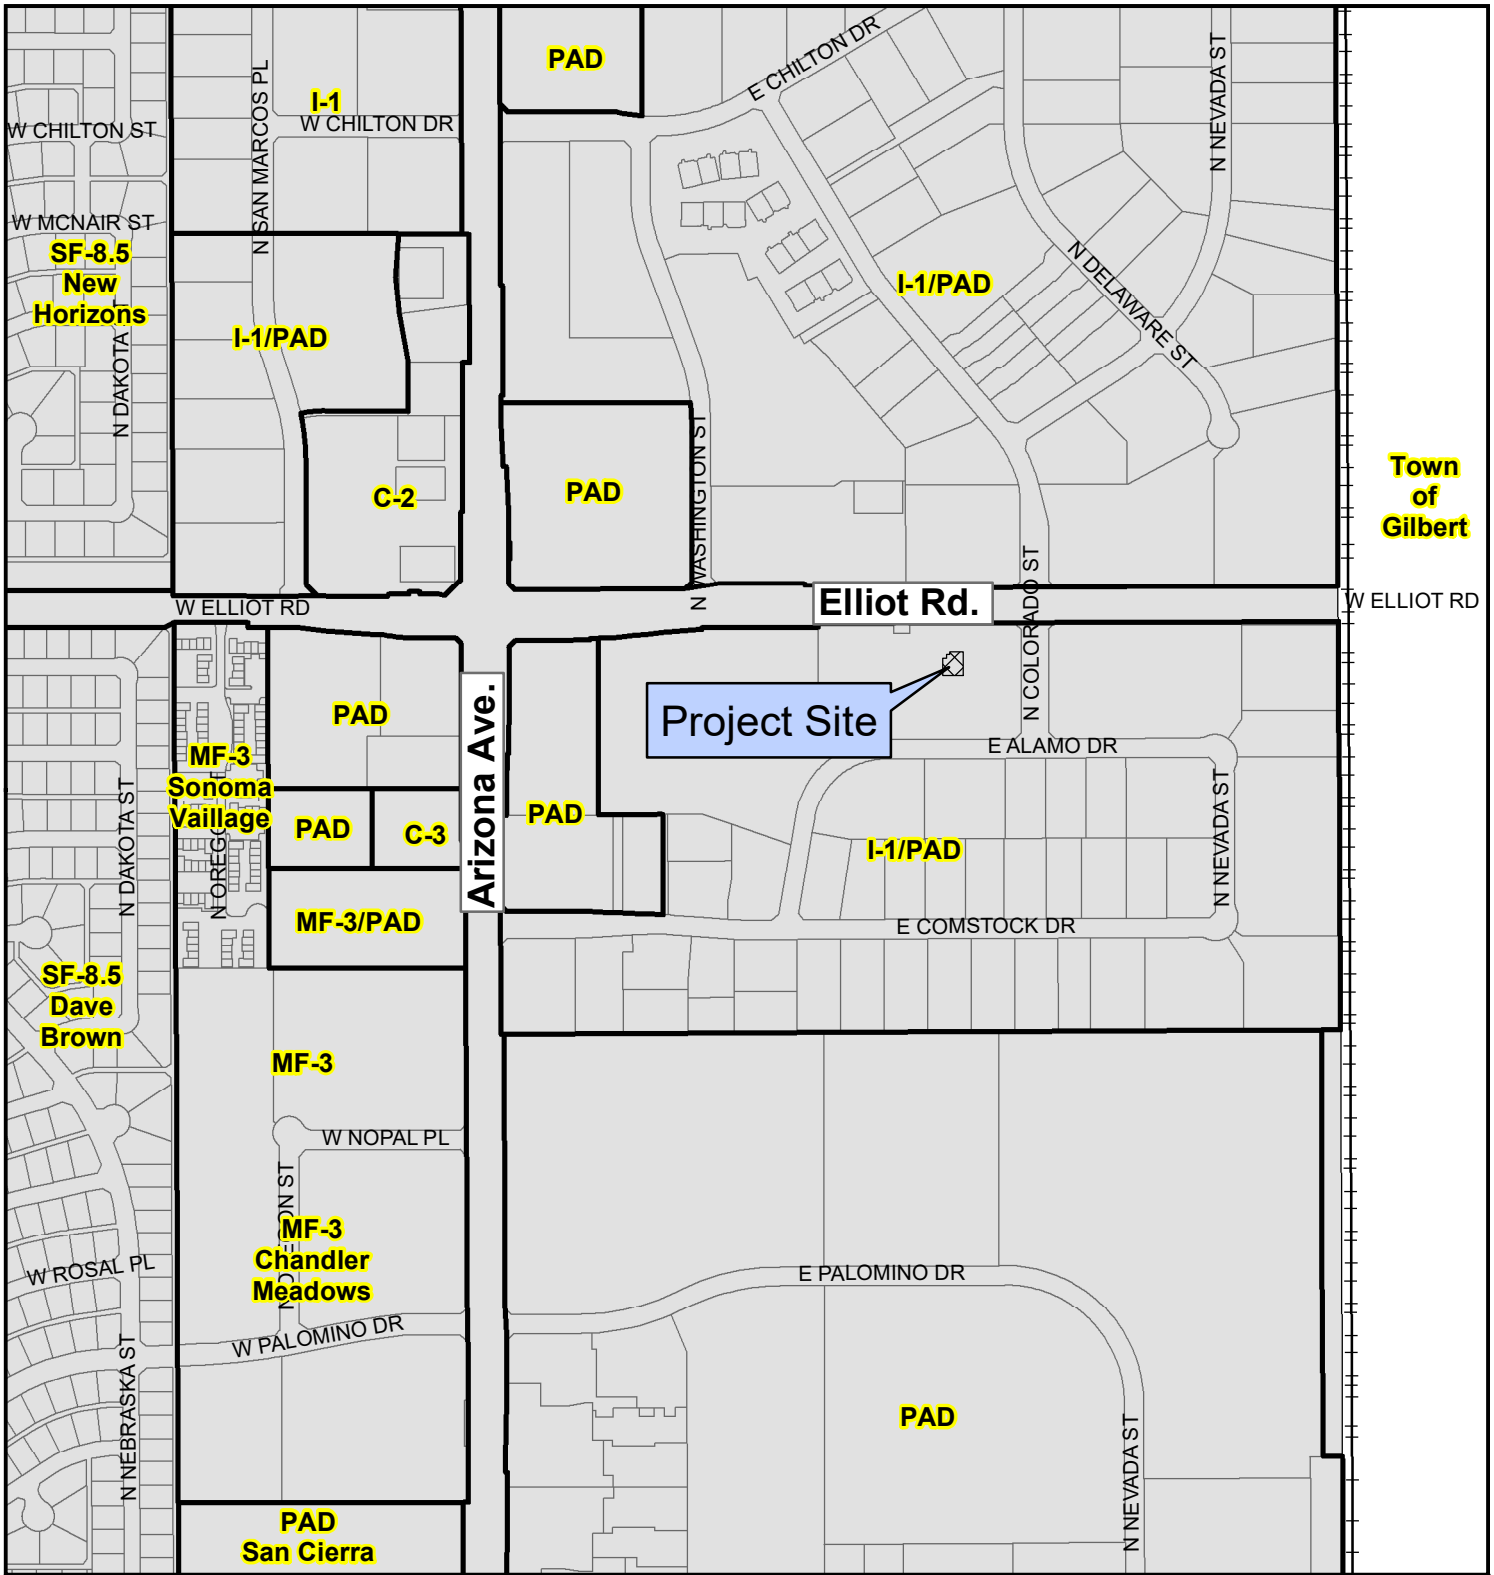 PAD
E CHILTON DR
N NEVADA ST
N SAN MARCOS PL
I-1
W CHILTON DR
W CHILTON ST
W MCNAIR ST
SF-8.5
New
Horizons
N DAKOTA
I-1/PAD
I-1/PAD
N DELAWARE ST
C-2
PAD
N WASHINGTON ST
Town
of
Gilbert
W ELLIOT RD
Elliot Rd.
N COLORADO ST
W ELLIOT RD
Project Site
PAD
Arizona Ave.
E ALAMO DR
MF-3
Sonoma
Vaillage
N DAKOTA ST
PAD
C-3
PAD
I-1/PAD
N NEVADA ST
MF-3/PAD
E COMSTOCK DR
SF-8.5
Dave
Brown
MF-3
W NOPAL PL
MF-3
Chandler
Meadows
W ROSAL PL
E PALOMINO DR
W PALOMINO DR
N NEBRASKA ST
PAD
N NEVADA ST
PAD
San Cierra